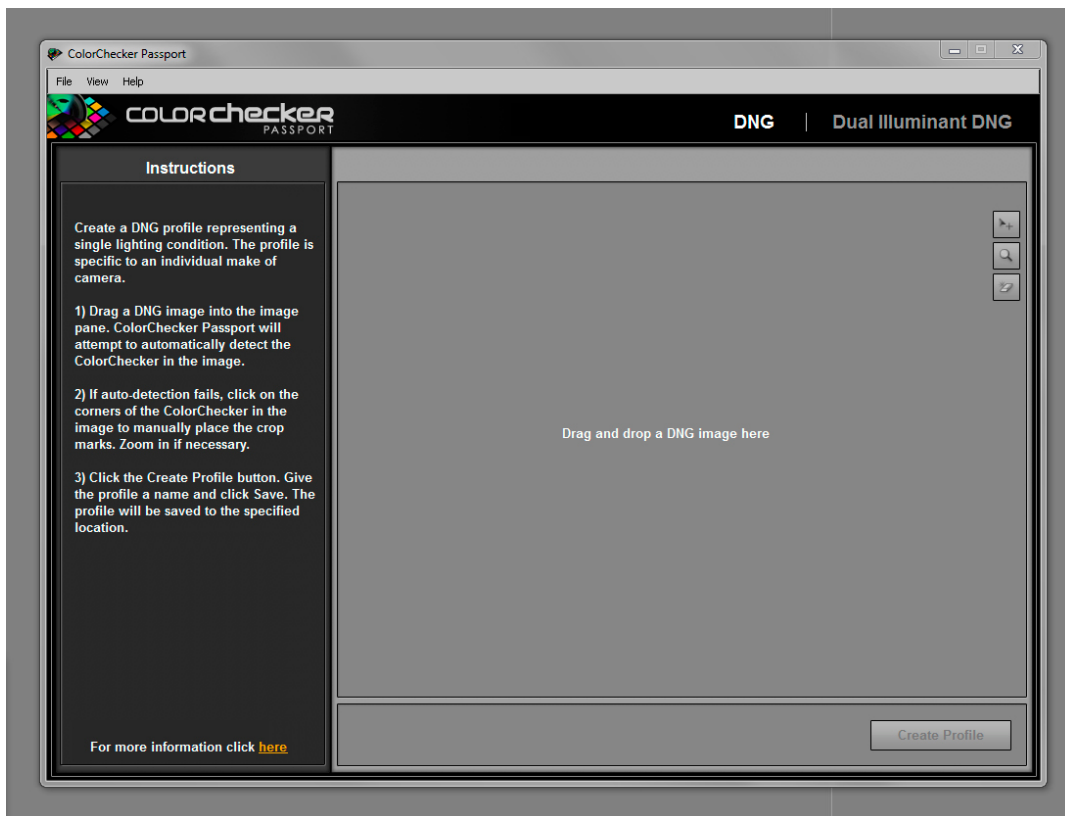 ColorChecker Passport
File View Help
COLOR checker
PASSPORT
DNG | Dual Illuminant DNG
Instructions
Create a DNG profile representing a
single lighting condition. The profile is
specific to an individual make of
camera.
1) Drag a DNG image into the image
pane. ColorChecker Passport will
attempt to automatically detect the
ColorChecker in the image.
2) If auto-detection fails, click on the
corners of the ColorChecker in the
image to manually place the crop
marks. Zoom in if necessary.
3) Click the Create Profile button. Give
the profile a name and click Save. The
profile will be saved to the specified
location.
For more information click here
Drag and drop a DNG image here
Create Profile